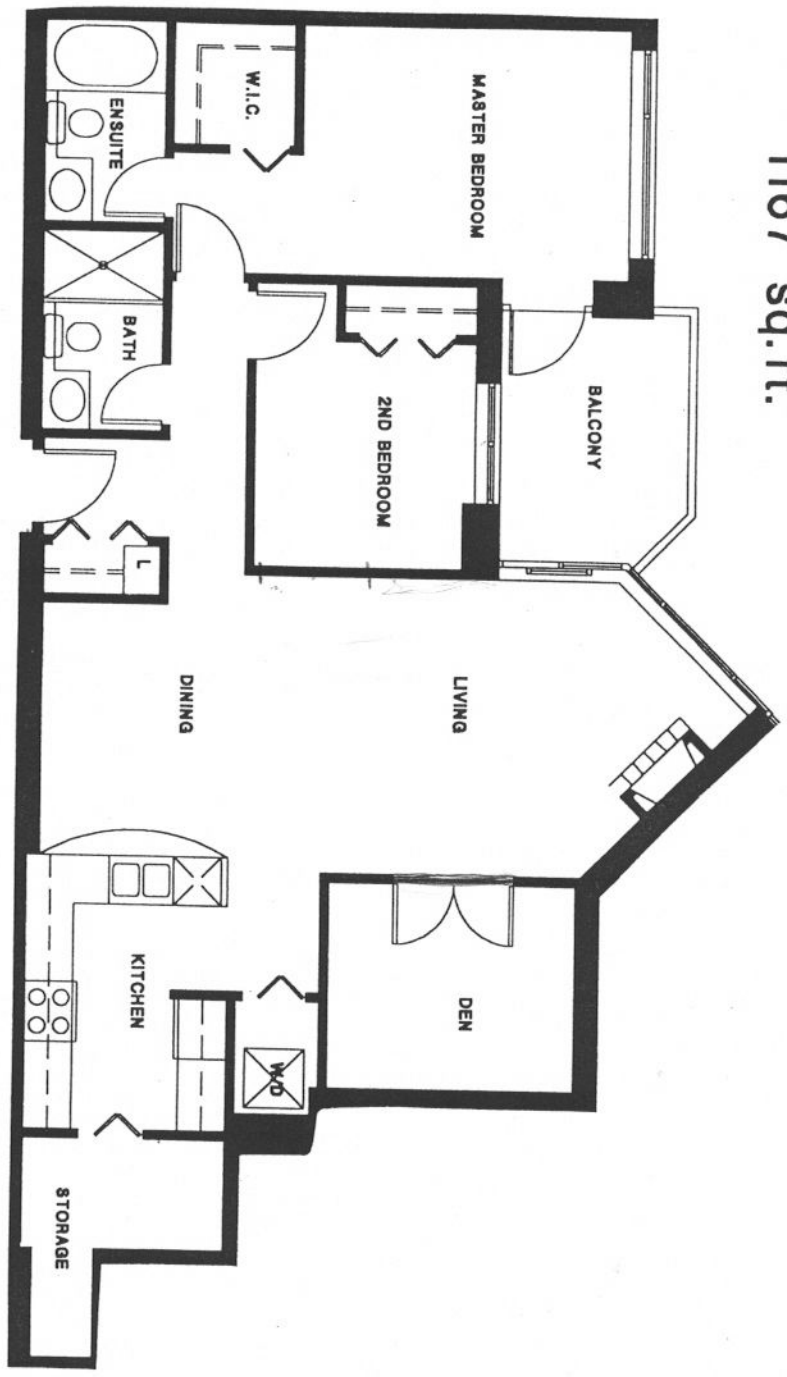 1167 sq.ft.
MASTER BEDROOM
W.I.C.
ENSUITE
BALCONY
2ND BEDROOM
BATH
L
LIVING
DINING
DEN
KITCHEN
W/D
STORAGE